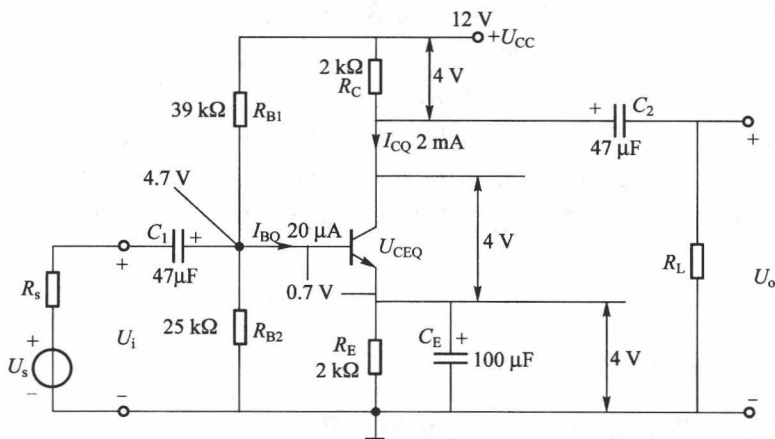 12 V
+U_CC
2 kΩ
R_C
4 V
39 kΩ
R_B1
+
C_2
+
I_CQ 2 mA
47 μF
4.7 V
C_1
+
I_BQ
20 μA
+
47μF
U_CEQ
4 V
R_L
U_o
R_s
0.7 V
25 kΩ
R_B2
U_i
R_E
2 kΩ
C_E
+
100 μF
4 V
+
U_s
−
−
−